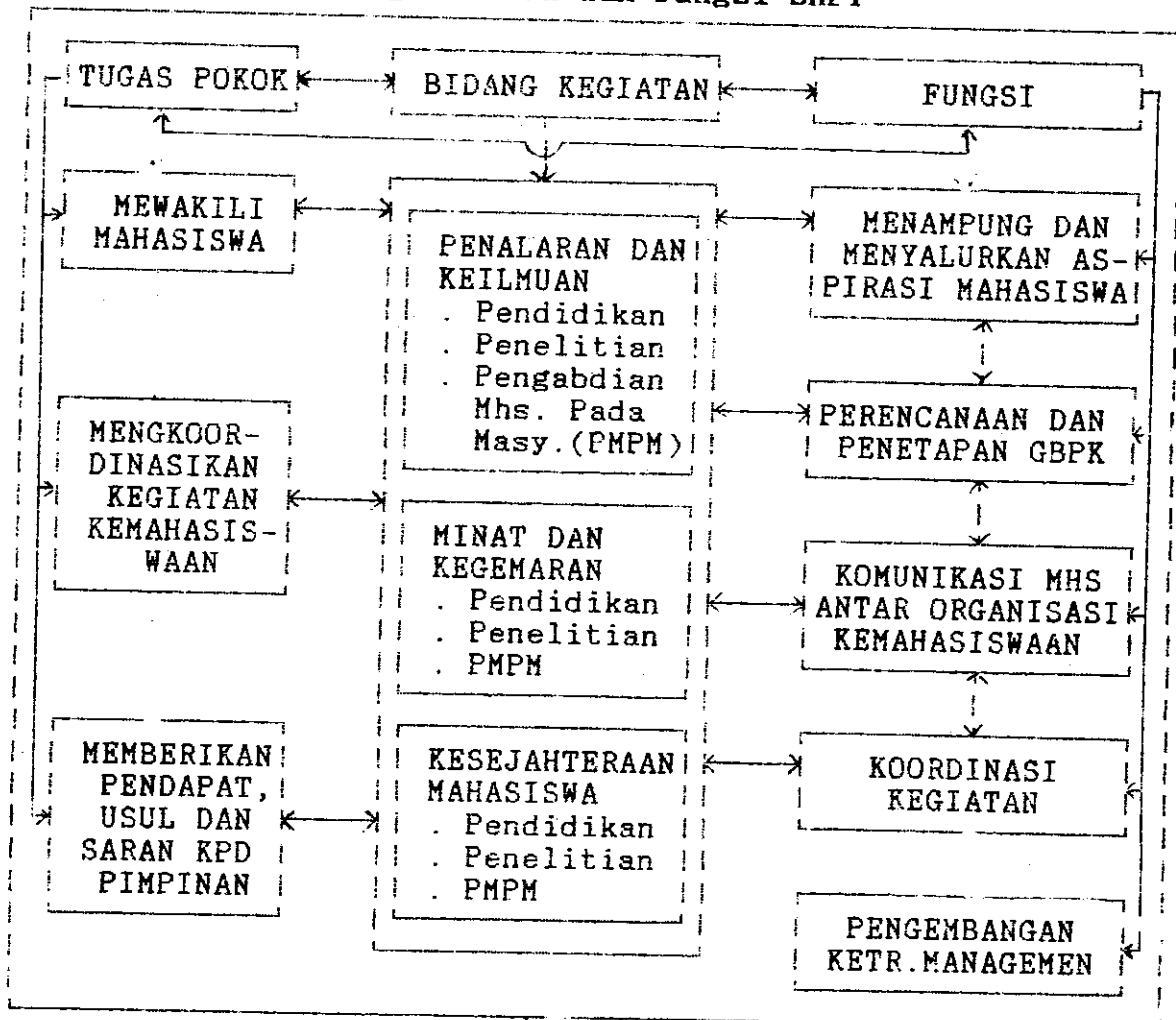 dan Fungsi
TUGAS POKOK
BIDANG KEGIATAN
FUNGSI
MEWAKILI
MAHASISWA
MENGKOOR-
DINASIKAN
KEGIATAN
KEMAHASIS-
WAAN
MEMBERIKAN
PENDAPAT,
USUL DAN
SARAN KPD
PIMPINAN
PENALARAN DAN
KEILMUAN
. Pendidikan
. Penelitian
. Pengabdian
Mhs. Pada
Masy.(PMPM)
MINAT DAN
KEGEMARAN
. Pendidikan
. Penelitian
. PMPM
KESEJAHTERAAN
MAHASISWA
. Pendidikan
. Penelitian
. PMPM
MENAMPUNG DAN
MENYALURKAN AS-
PIRASI MAHASISWA
PERENCANAAN DAN
PENETAPAN GBPK
KOMUNIKASI MHS
ANTAR ORGANISASI
KEMAHASISWAAN
KOORDINASI
KEGIATAN
PENGEMBANGAN
KETR.MANAGEMEN